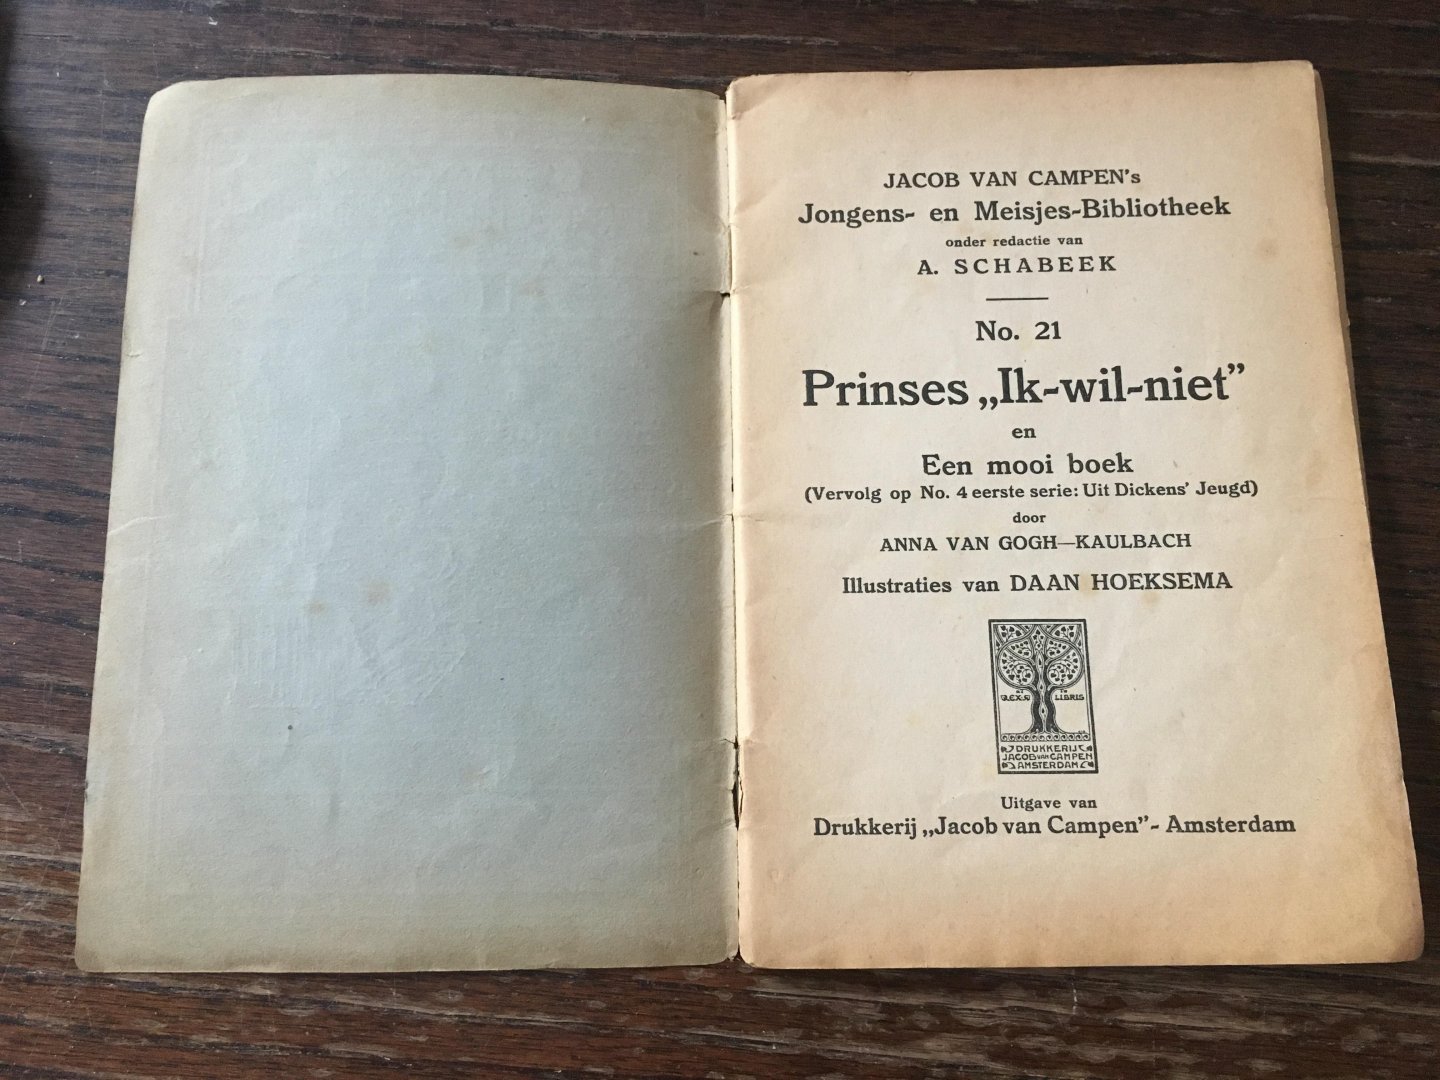 JACOB VAN CAMPEN's
Jongens- en Meisjes-Bibliotheek
onder redactie van
A. SCHABEEK
No. 21
Prinses „Ik-wil-niet”
en
Een mooi boek
(Vervolg op No. 4 eerste serie: Uit Dickens' Jeugd)
door
ANNA VAN GOGH—KAULBACH
Illustraties van DAAN HOEKSEMA
EX LIBRIS
DRUKKERIJ
JACOB VAN CAMPEN
AMSTERDAM
Uitgave van
Drukkerij „Jacob van Campen”- Amsterdam